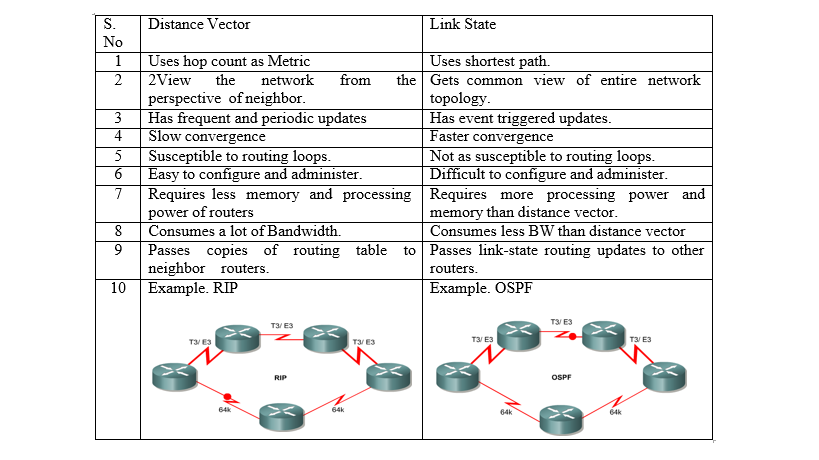 S. No Distance Vector Link State
1 Uses hop count as Metric Uses shortest path.
2 2View the network from the perspective of neighbor. Gets common view of entire network topology.
3 Has frequent and periodic updates Has event triggered updates.
4 Slow convergence Faster convergence
5 Susceptible to routing loops. Not as susceptible to routing loops.
6 Easy to configure and administer. Difficult to configure and administer.
7 Requires less memory and processing power of routers Requires more processing power and memory than distance vector.
8 Consumes a lot of Bandwidth. Consumes less BW than distance vector
9 Passes copies of routing table to neighbor routers. Passes link-state routing updates to other routers.
10 Example. RIP Example. OSPF
T3/ E3 T3/ E3
T3/ E3 T3/ E3 T3/ E3 T3/ E3
RIP OSPF
64k 64k 64k 64k